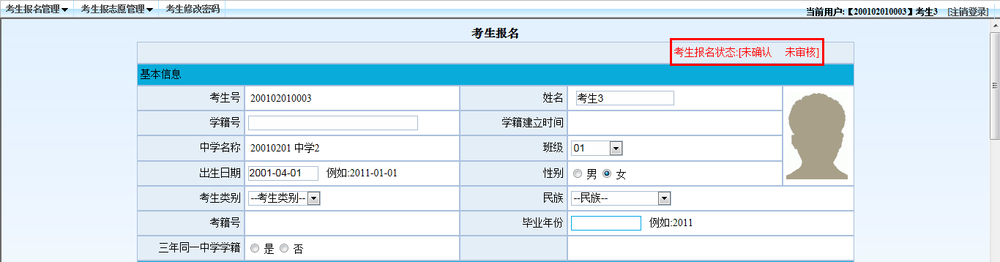 考生报名管理 考生报志愿管理 考生修改密码
当前用户:【200102010003】考生3 [注销登录]
考生报名
考生报名状态:[未确认 未审核]
基本信息
考生号 200102010003 姓名 考生3
学籍号 学籍建立时间
中学名称 20010201 中学2 班级 01
出生日期 2001-04-01 例如:2011-01-01 性别 男 女
考生类别 --考生类别-- 民族 --民族--
考籍号 毕业年份 例如:2011
三年同一中学学籍 是 否